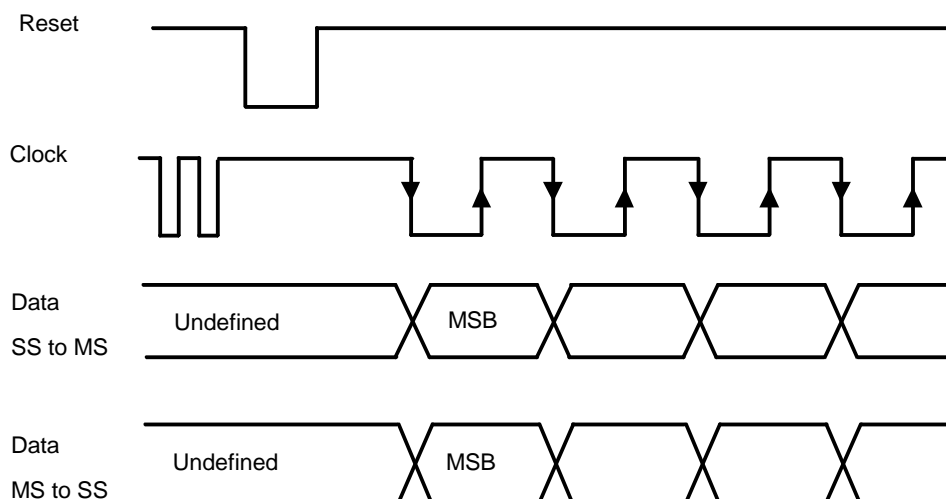 Reset
Clock
Data
SS to MS
Undefined
MSB
Data
MS to SS
Undefined
MSB